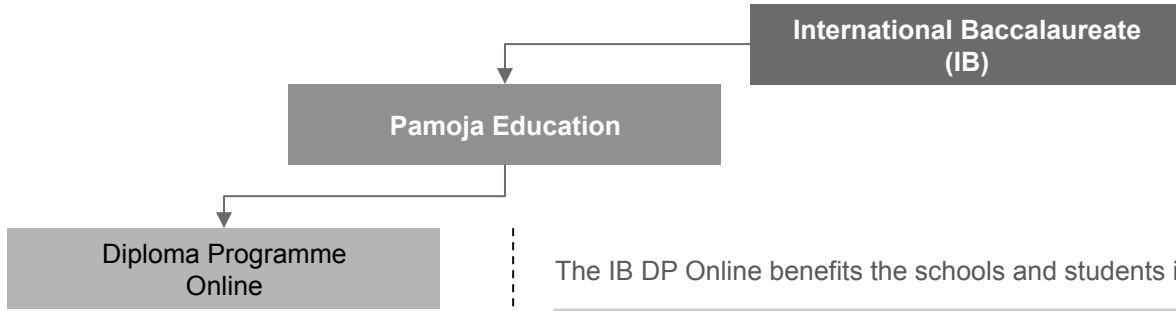 International Baccalaureate
(IB)
Pamoja Education
Diploma Programme
Online
The IB DP Online benefits the schools and students